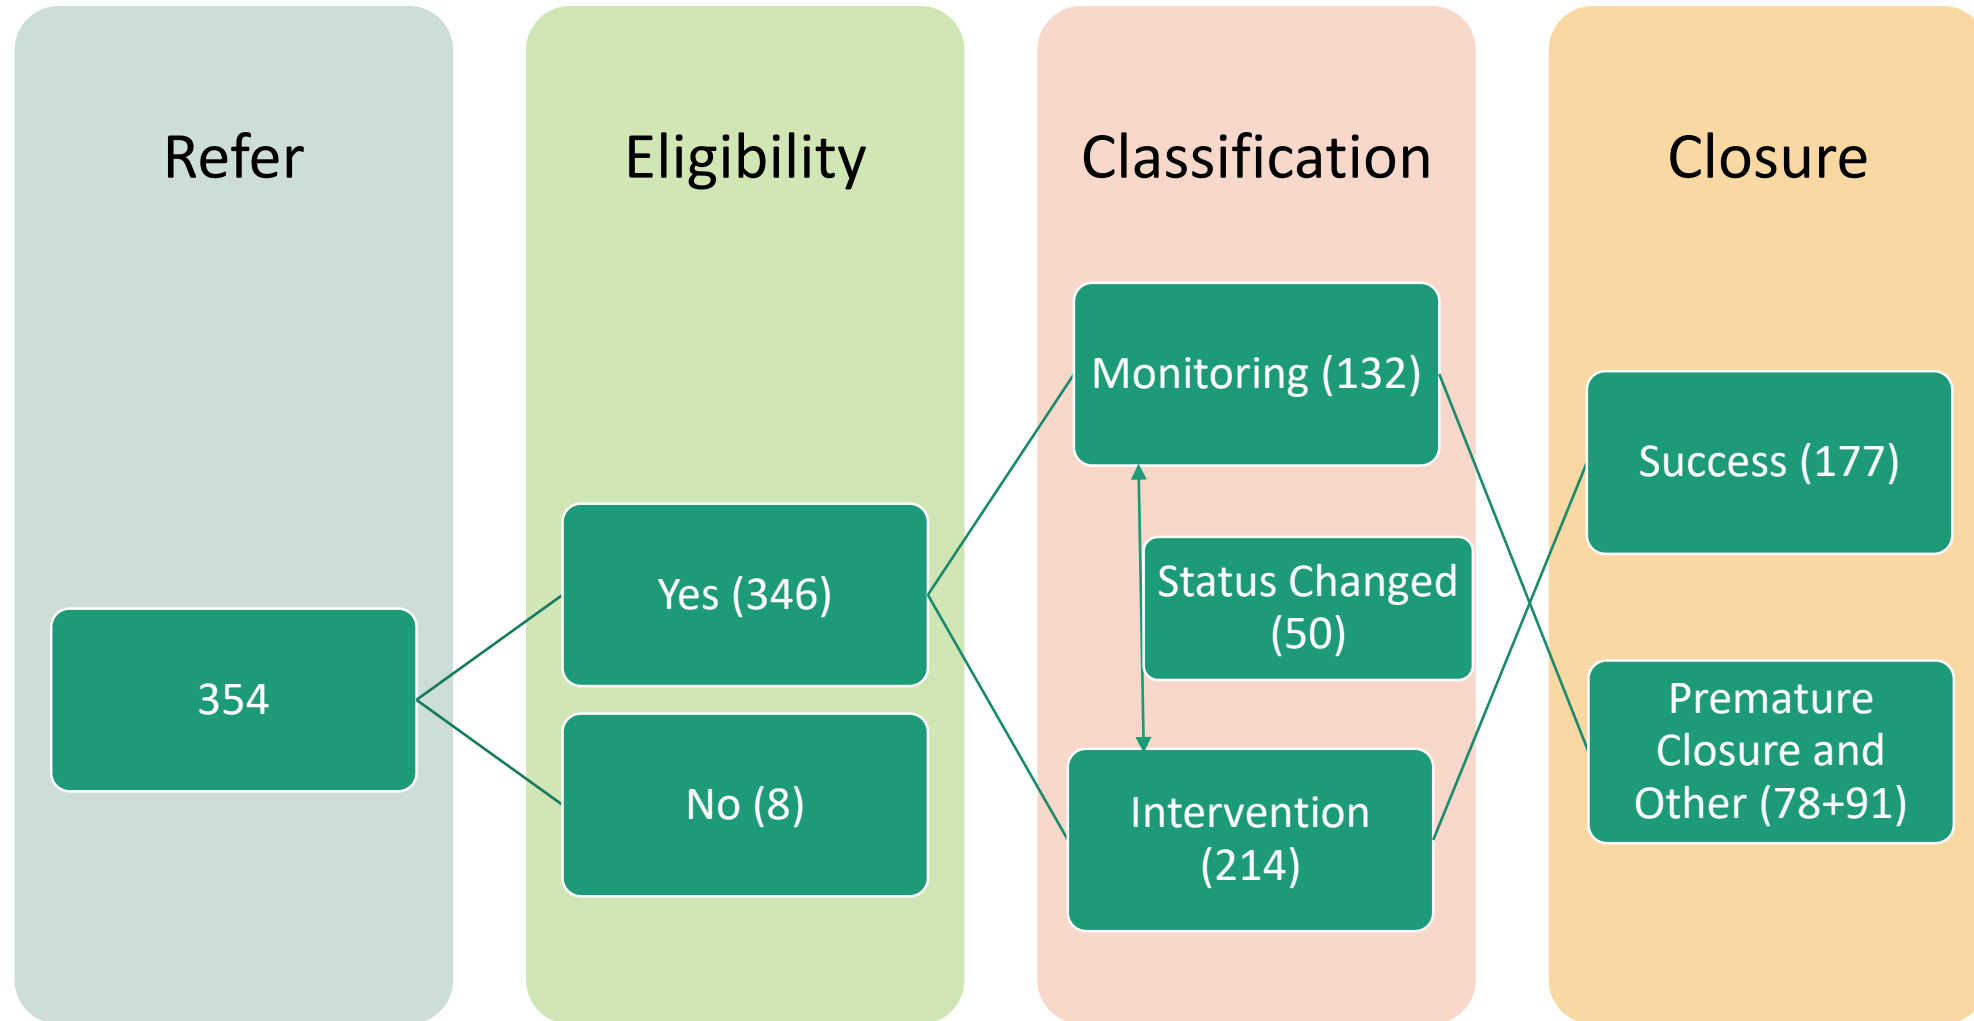 Refer
Eligibility
Classification
Closure
354
Yes (346)
No (8)
Monitoring (132)
Status Changed
(50)
Intervention
(214)
Success (177)
Premature
Closure and
Other (78+91)